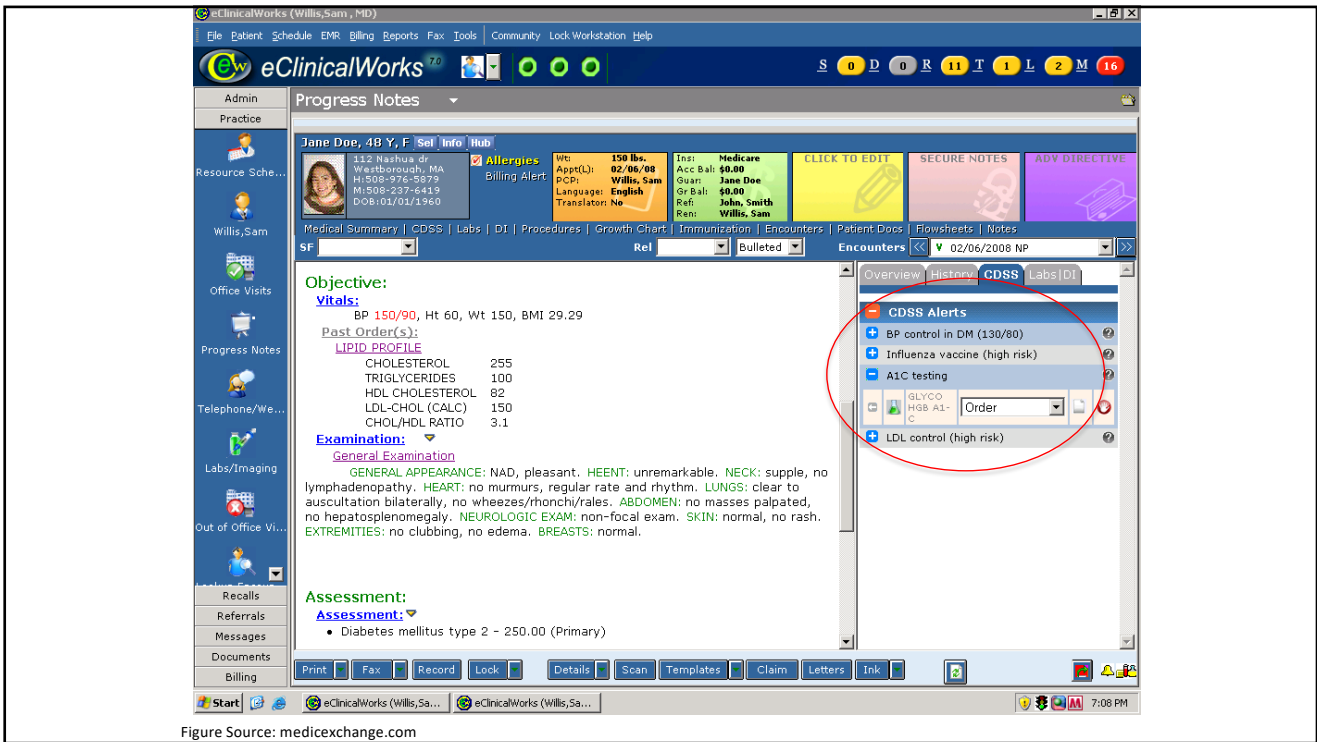 eClinicalWorks (Willis,Sam , MD)
File Patient Schedule EMR Billing Reports Fax Tools Community Lock Workstation Help
eCw eClinicalWorks 7.0 S 0 D 0 R 11 T 1 L 2 M 16
Admin
Practice
Resource Sche...
Willis,Sam
Office Visits
Progress Notes
Telephone/We...
Labs/Imaging
Out of Office Vi...
Recalls
Referrals
Messages
Documents
Billing
Progress Notes
Jane Doe, 48 Y, F Sel Info Hub
112 Nashua dr
Westborough, MA
H:508-976-5879
M:508-237-6419
DOB:01/01/1960
Allergies
Billing Alert
Wt: 150 lbs.
Appt(L): 02/06/08
PCP: Willis, Sam
Language: English
Translator: No
Ins: Medicare
Acc Bal: $0.00
Guar: Jane Doe
Gr Bal: $0.00
Ref: John, Smith
Ren: Willis, Sam
CLICK TO EDIT
SECURE NOTES
ADV DIRECTIVE
Medical Summary | CDSS | Labs | DI | Procedures | Growth Chart | Immunization | Encounters | Patient Docs | Flowsheets | Notes
SF Rel Bulleted Encounters << 02/06/2008 NP >>
Objective:
Vitals:
BP 150/90, Ht 60, Wt 150, BMI 29.29
Past Order(s):
LIPID PROFILE
CHOLESTEROL 255
TRIGLYCERIDES 100
HDL CHOLESTEROL 82
LDL-CHOL (CALC) 150
CHOL/HDL RATIO 3.1
Examination:
General Examination
GENERAL APPEARANCE: NAD, pleasant. HEENT: unremarkable. NECK: supple, no
lymphadenopathy. HEART: no murmurs, regular rate and rhythm. LUNGS: clear to
auscultation bilaterally, no wheezes/rhonchi/rales. ABDOMEN: no masses palpated,
no hepatosplenomegaly. NEUROLOGIC EXAM: non-focal exam. SKIN: normal, no rash.
EXTREMITIES: no clubbing, no edema. BREASTS: normal.
Assessment:
Assessment:
• Diabetes mellitus type 2 - 250.00 (Primary)
Overview History CDSS Labs|DI
CDSS Alerts
BP control in DM (130/80)
Influenza vaccine (high risk)
A1C testing
GLYCO
HGB A1-
C
Order
LDL control (high risk)
Print Fax Record Lock Details Scan Templates Claim Letters Ink
Start eClinicalWorks (Willis,Sa... eClinicalWorks (Willis,Sa... 7:08 PM
Figure Source: medicexchange.com